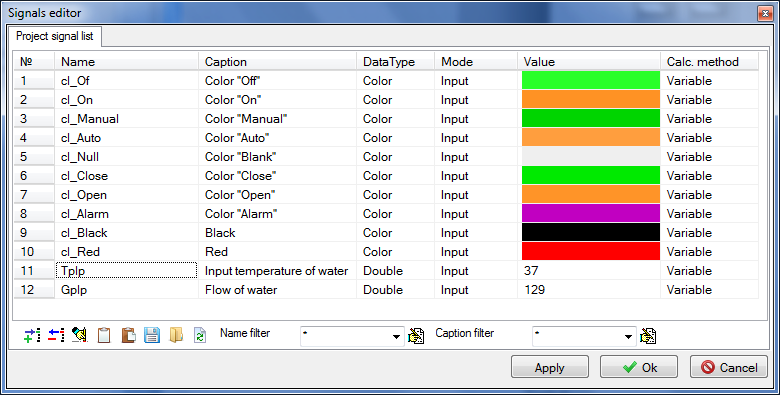 Signals editor
Project signal list
№ Name Caption DataType Mode Value Calc. method
1 cl_Of Color "Off" Color Input Variable
2 cl_On Color "On" Color Input Variable
3 cl_Manual Color "Manual" Color Input Variable
4 cl_Auto Color "Auto" Color Input Variable
5 cl_Null Color "Blank" Color Input Variable
6 cl_Close Color "Close" Color Input Variable
7 cl_Open Color "Open" Color Input Variable
8 cl_Alarm Color "Alarm" Color Input Variable
9 cl_Black Black Color Input Variable
10 cl_Red Red Color Input Variable
11 Tplp Input temperature of water Double Input 37 Variable
12 Gplp Flow of water Double Input 129 Variable
Name filter * Caption filter *
Apply Ok Cancel